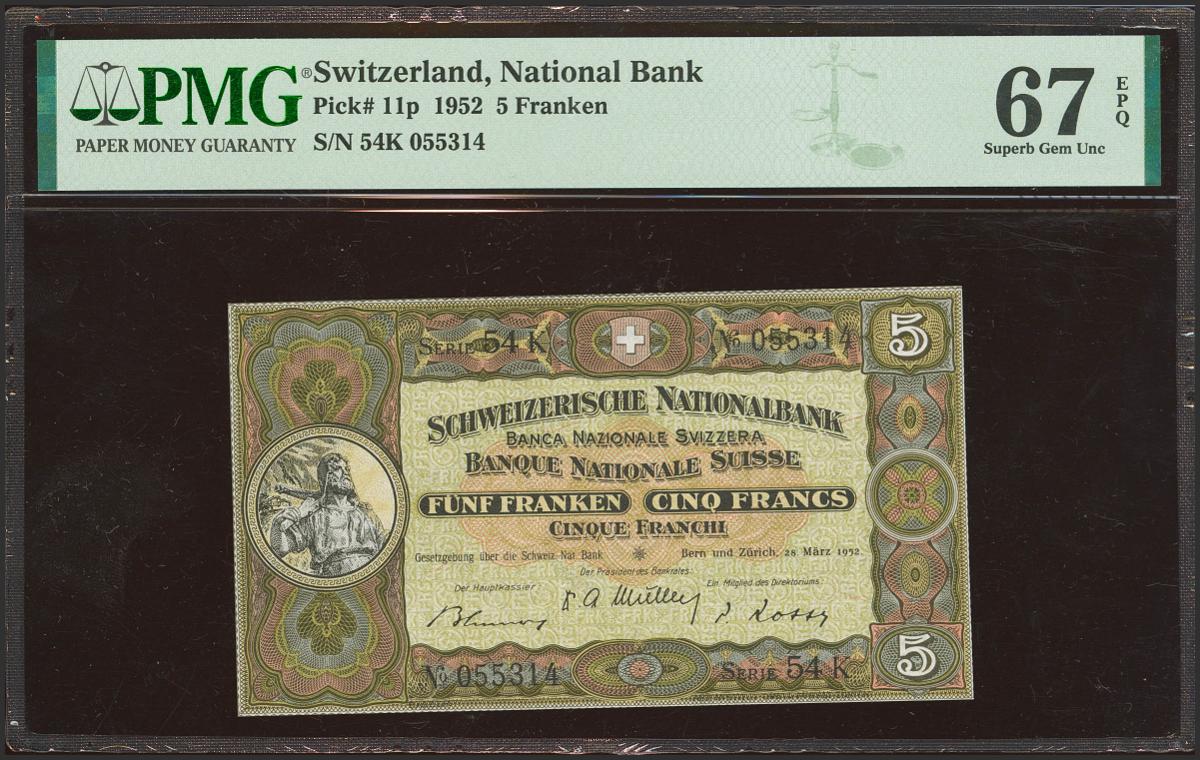 PMG®
PAPER MONEY GUARANTY
Switzerland, National Bank
Pick# 11p 1952 5 Franken
S/N 54K 055314
67
EPQ
Superb Gem Unc
SERIE 54 K
No 055314
5
SCHWEIZERISCHE NATIONALBANK
BANCA NAZIONALE SVIZZERA
BANQUE NATIONALE SUISSE
FÜNF FRANKEN CINQ FRANCS
CINQUE FRANCHI
Gesetzgebung über die Schweiz. Nat. Bank
Bern und Zürich, 28 März 1952.
Der Präsident des Bankrates:
Der Hauptkassier:
Ein Mitglied des Direktoriums:
Müller
Rossy
No 055314
SERIE 54 K
5